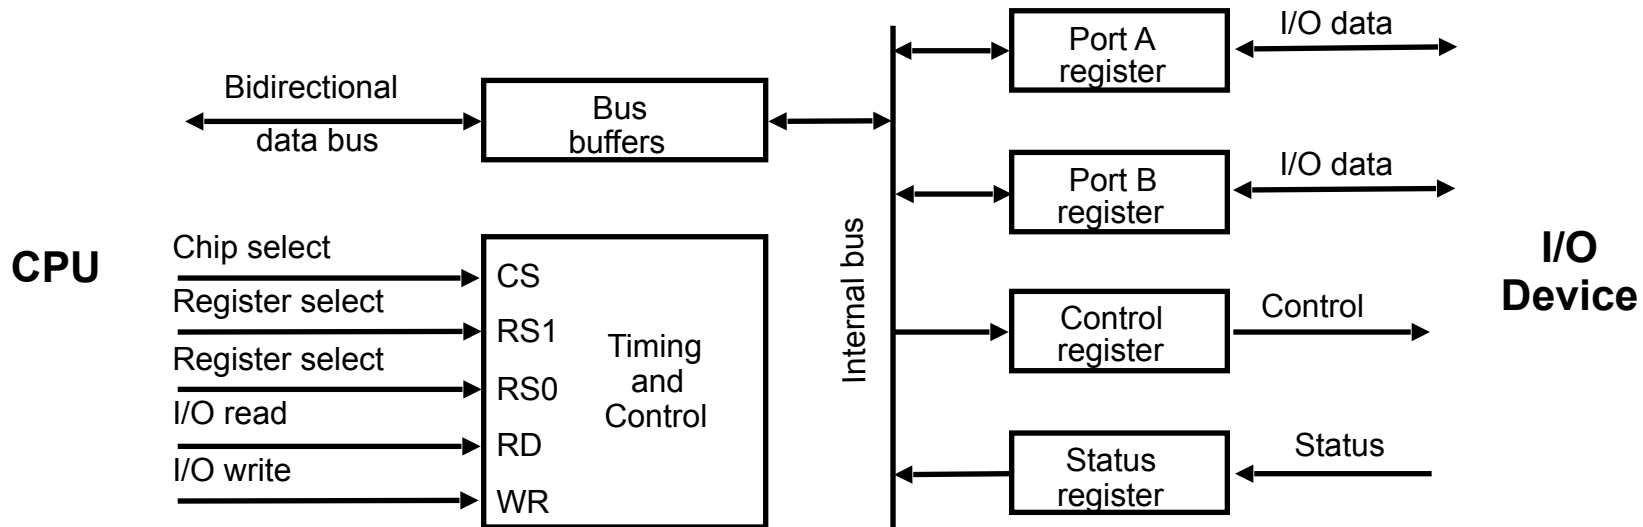 CPU
Bidirectional
data bus
Bus
buffers
Chip select
CS
Register select
RS1
Register select
RS0
I/O read
RD
I/O write
WR
Timing
and
Control
Internal bus
Port A
register
I/O data
Port B
register
I/O data
Control
register
Control
Status
register
Status
I/O
Device